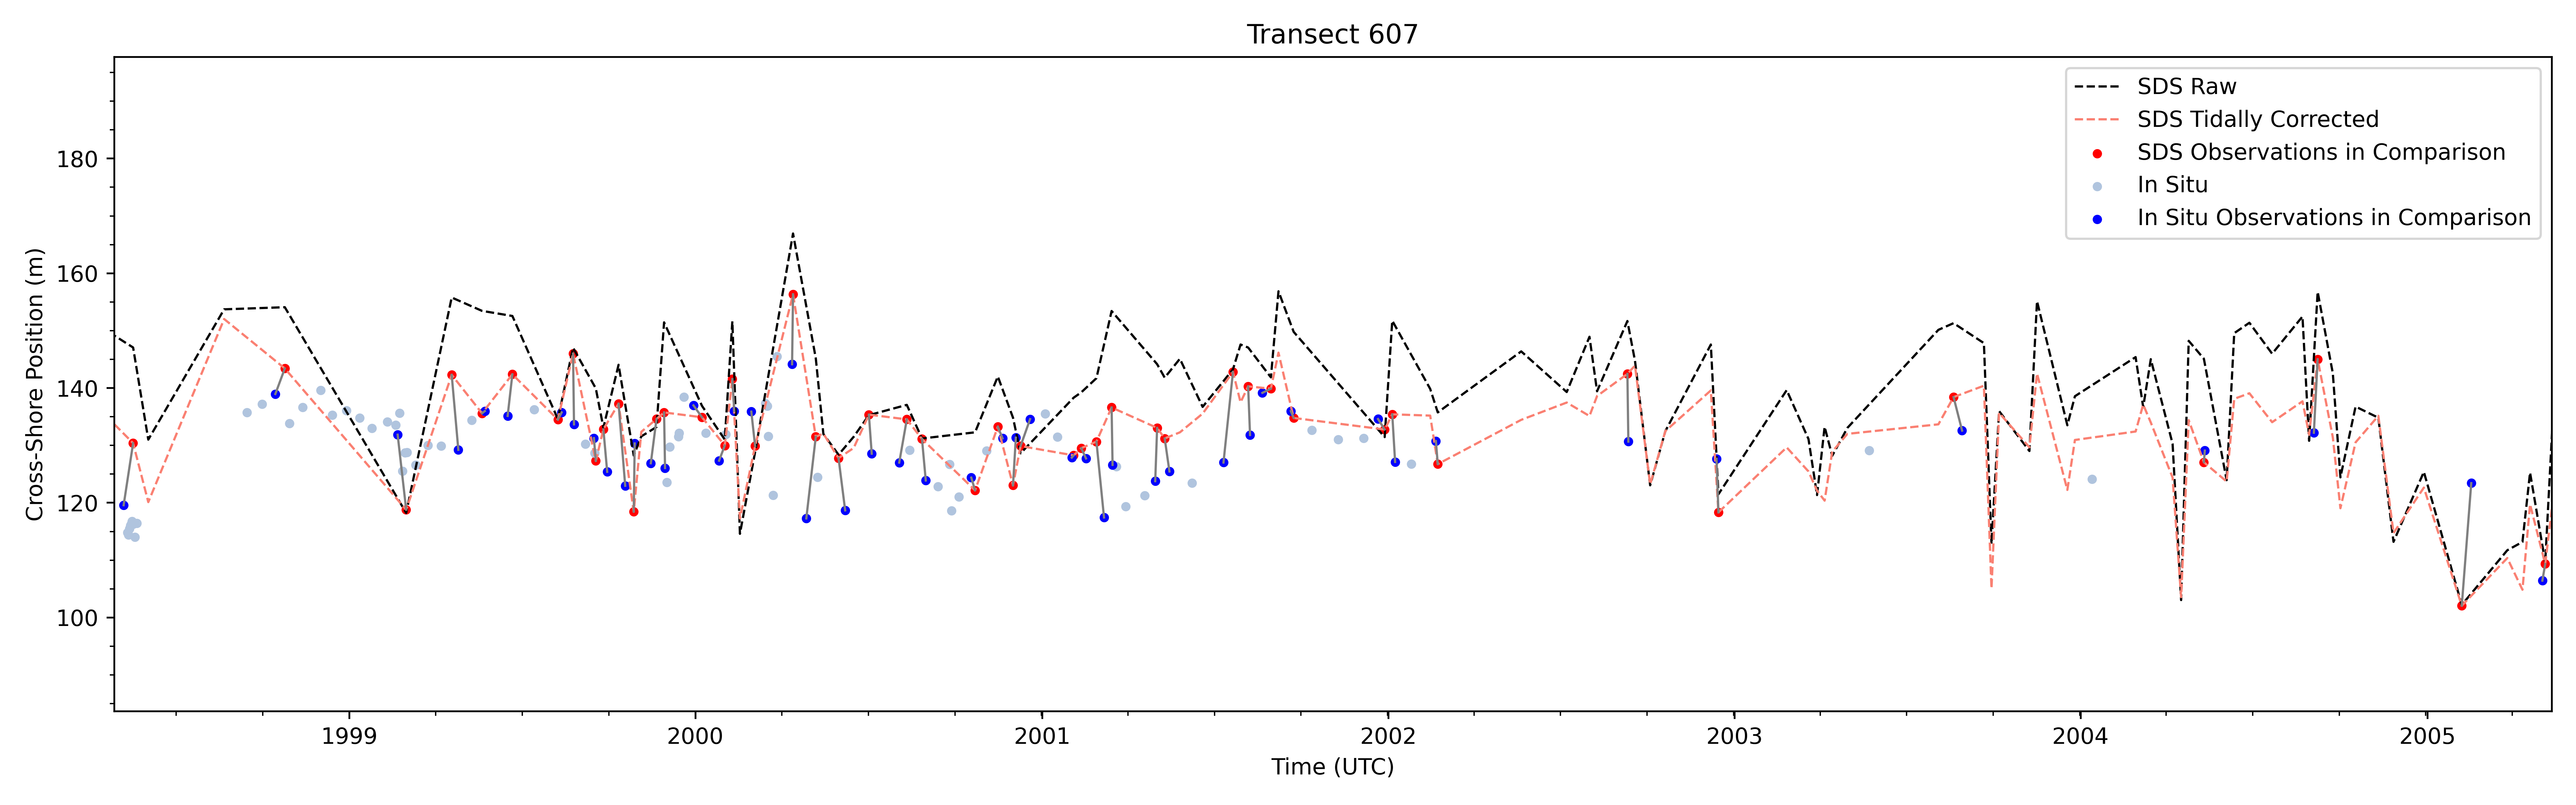 Transect 607
SDS Raw
SDS Tidally Corrected
SDS Observations in Comparison
In Situ
In Situ Observations in Comparison
Cross-Shore Position (m)
180
160
140
120
100
1999 2000 2001 2002 2003 2004 2005
Time (UTC)